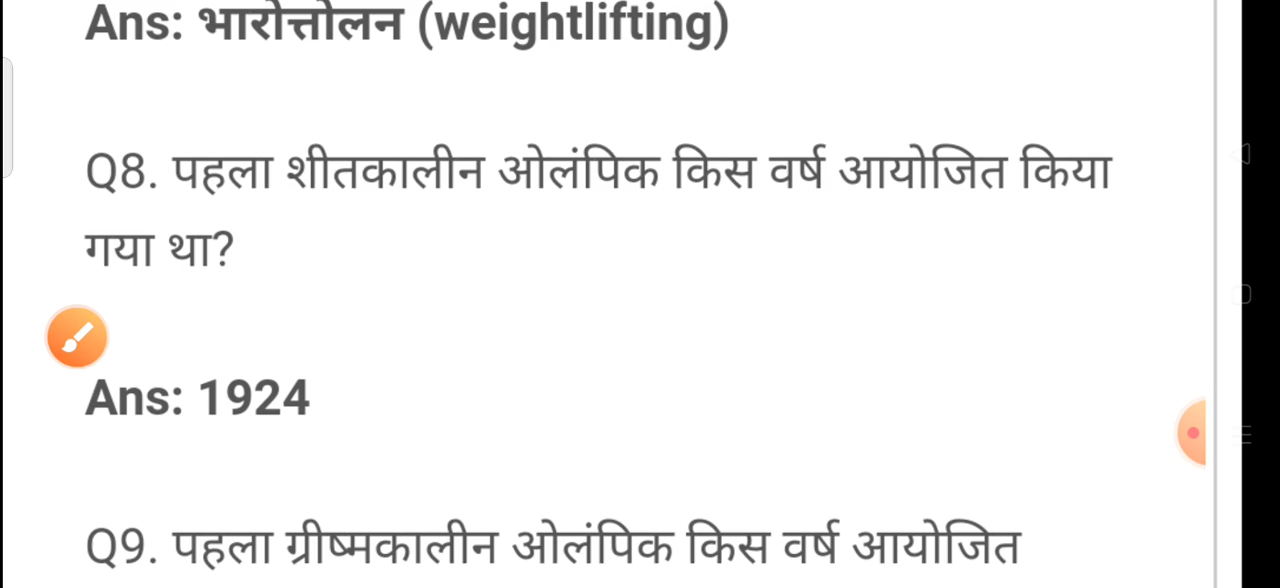 Ans: भारोत्तोलन (weightlifting)
Q8. पहला शीतकालीन ओलंपिक किस वर्ष आयोजित किया
गया था?
Ans: 1924
Q9. पहला ग्रीष्मकालीन ओलंपिक किस वर्ष आयोजित